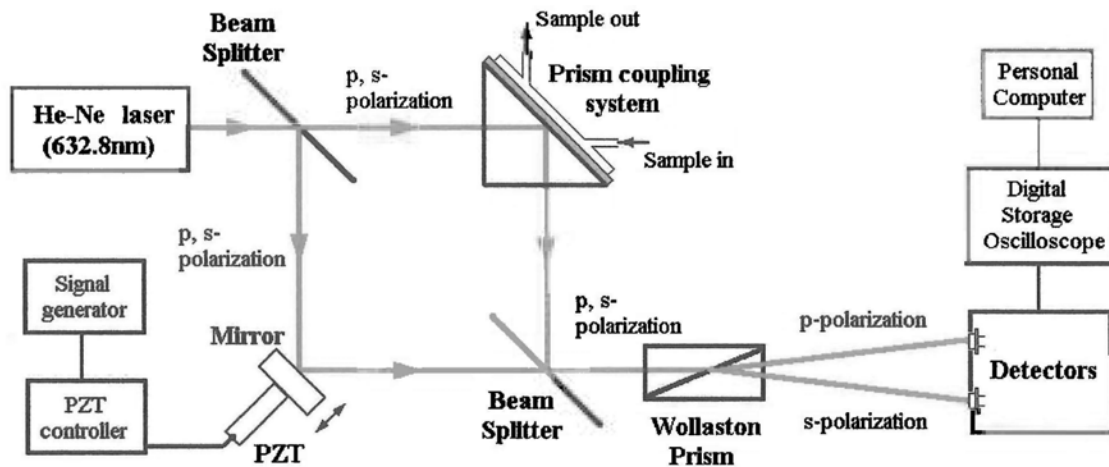 Beam
Splitter
Sample out
p, s-
polarization
Prism coupling
system
Personal
Computer
He-Ne laser
(632.8nm)
Sample in
Digital
Storage
Oscilloscope
p, s-
polarization
Signal
generator
Mirror
p, s-
polarization
p-polarization
Detectors
PZT
controller
PZT
Beam
Splitter
Wollaston
Prism
s-polarization